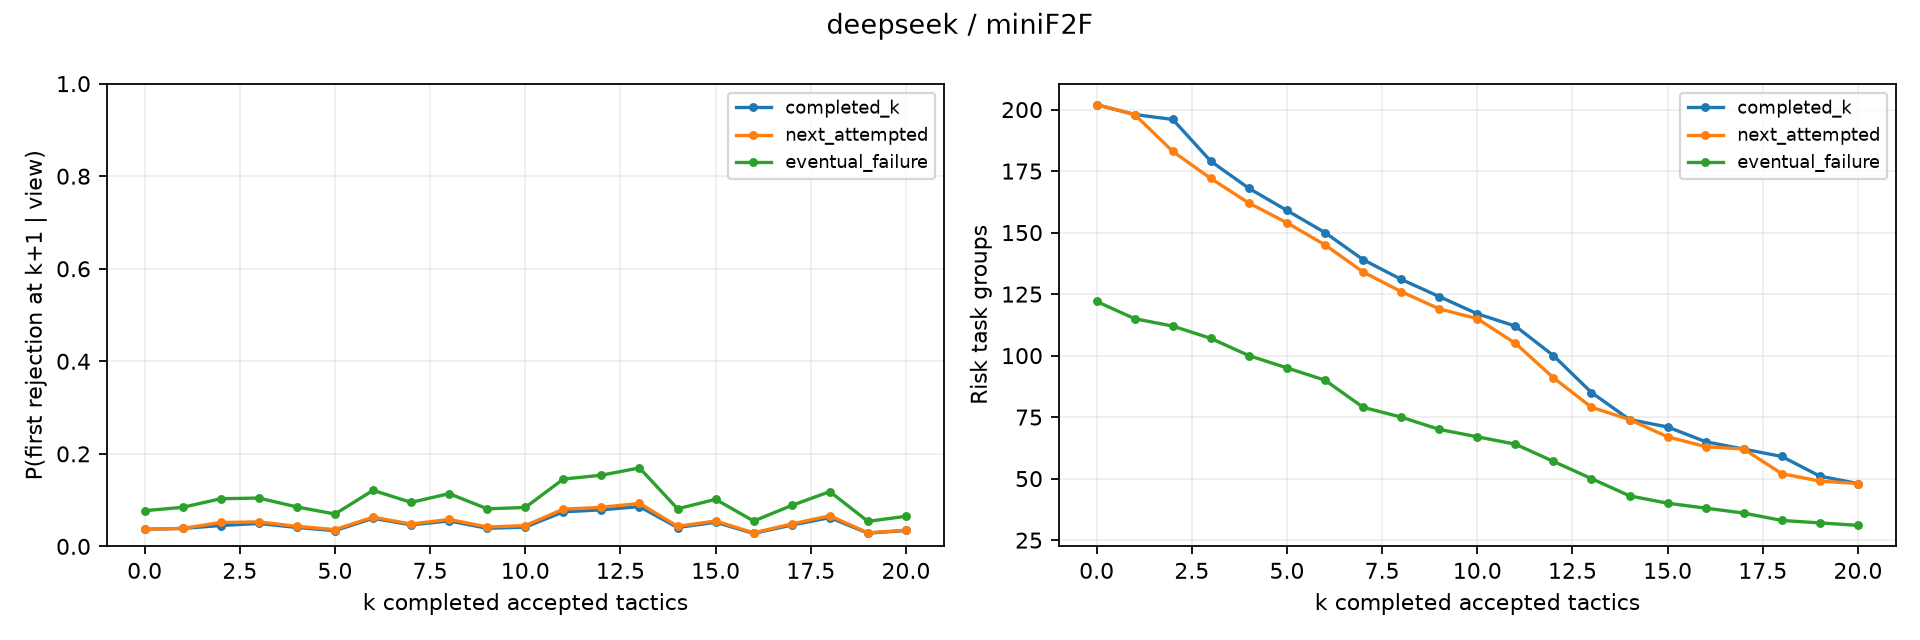 deepseek / miniF2F
P(first rejection at k+1 | view)
1.0
0.8
0.6
0.4
0.2
0.0
completed_k
next_attempted
eventual_failure
0.0 2.5 5.0 7.5 10.0 12.5 15.0 17.5 20.0
k completed accepted tactics
Risk task groups
200
175
150
125
100
75
50
25
completed_k
next_attempted
eventual_failure
0.0 2.5 5.0 7.5 10.0 12.5 15.0 17.5 20.0
k completed accepted tactics